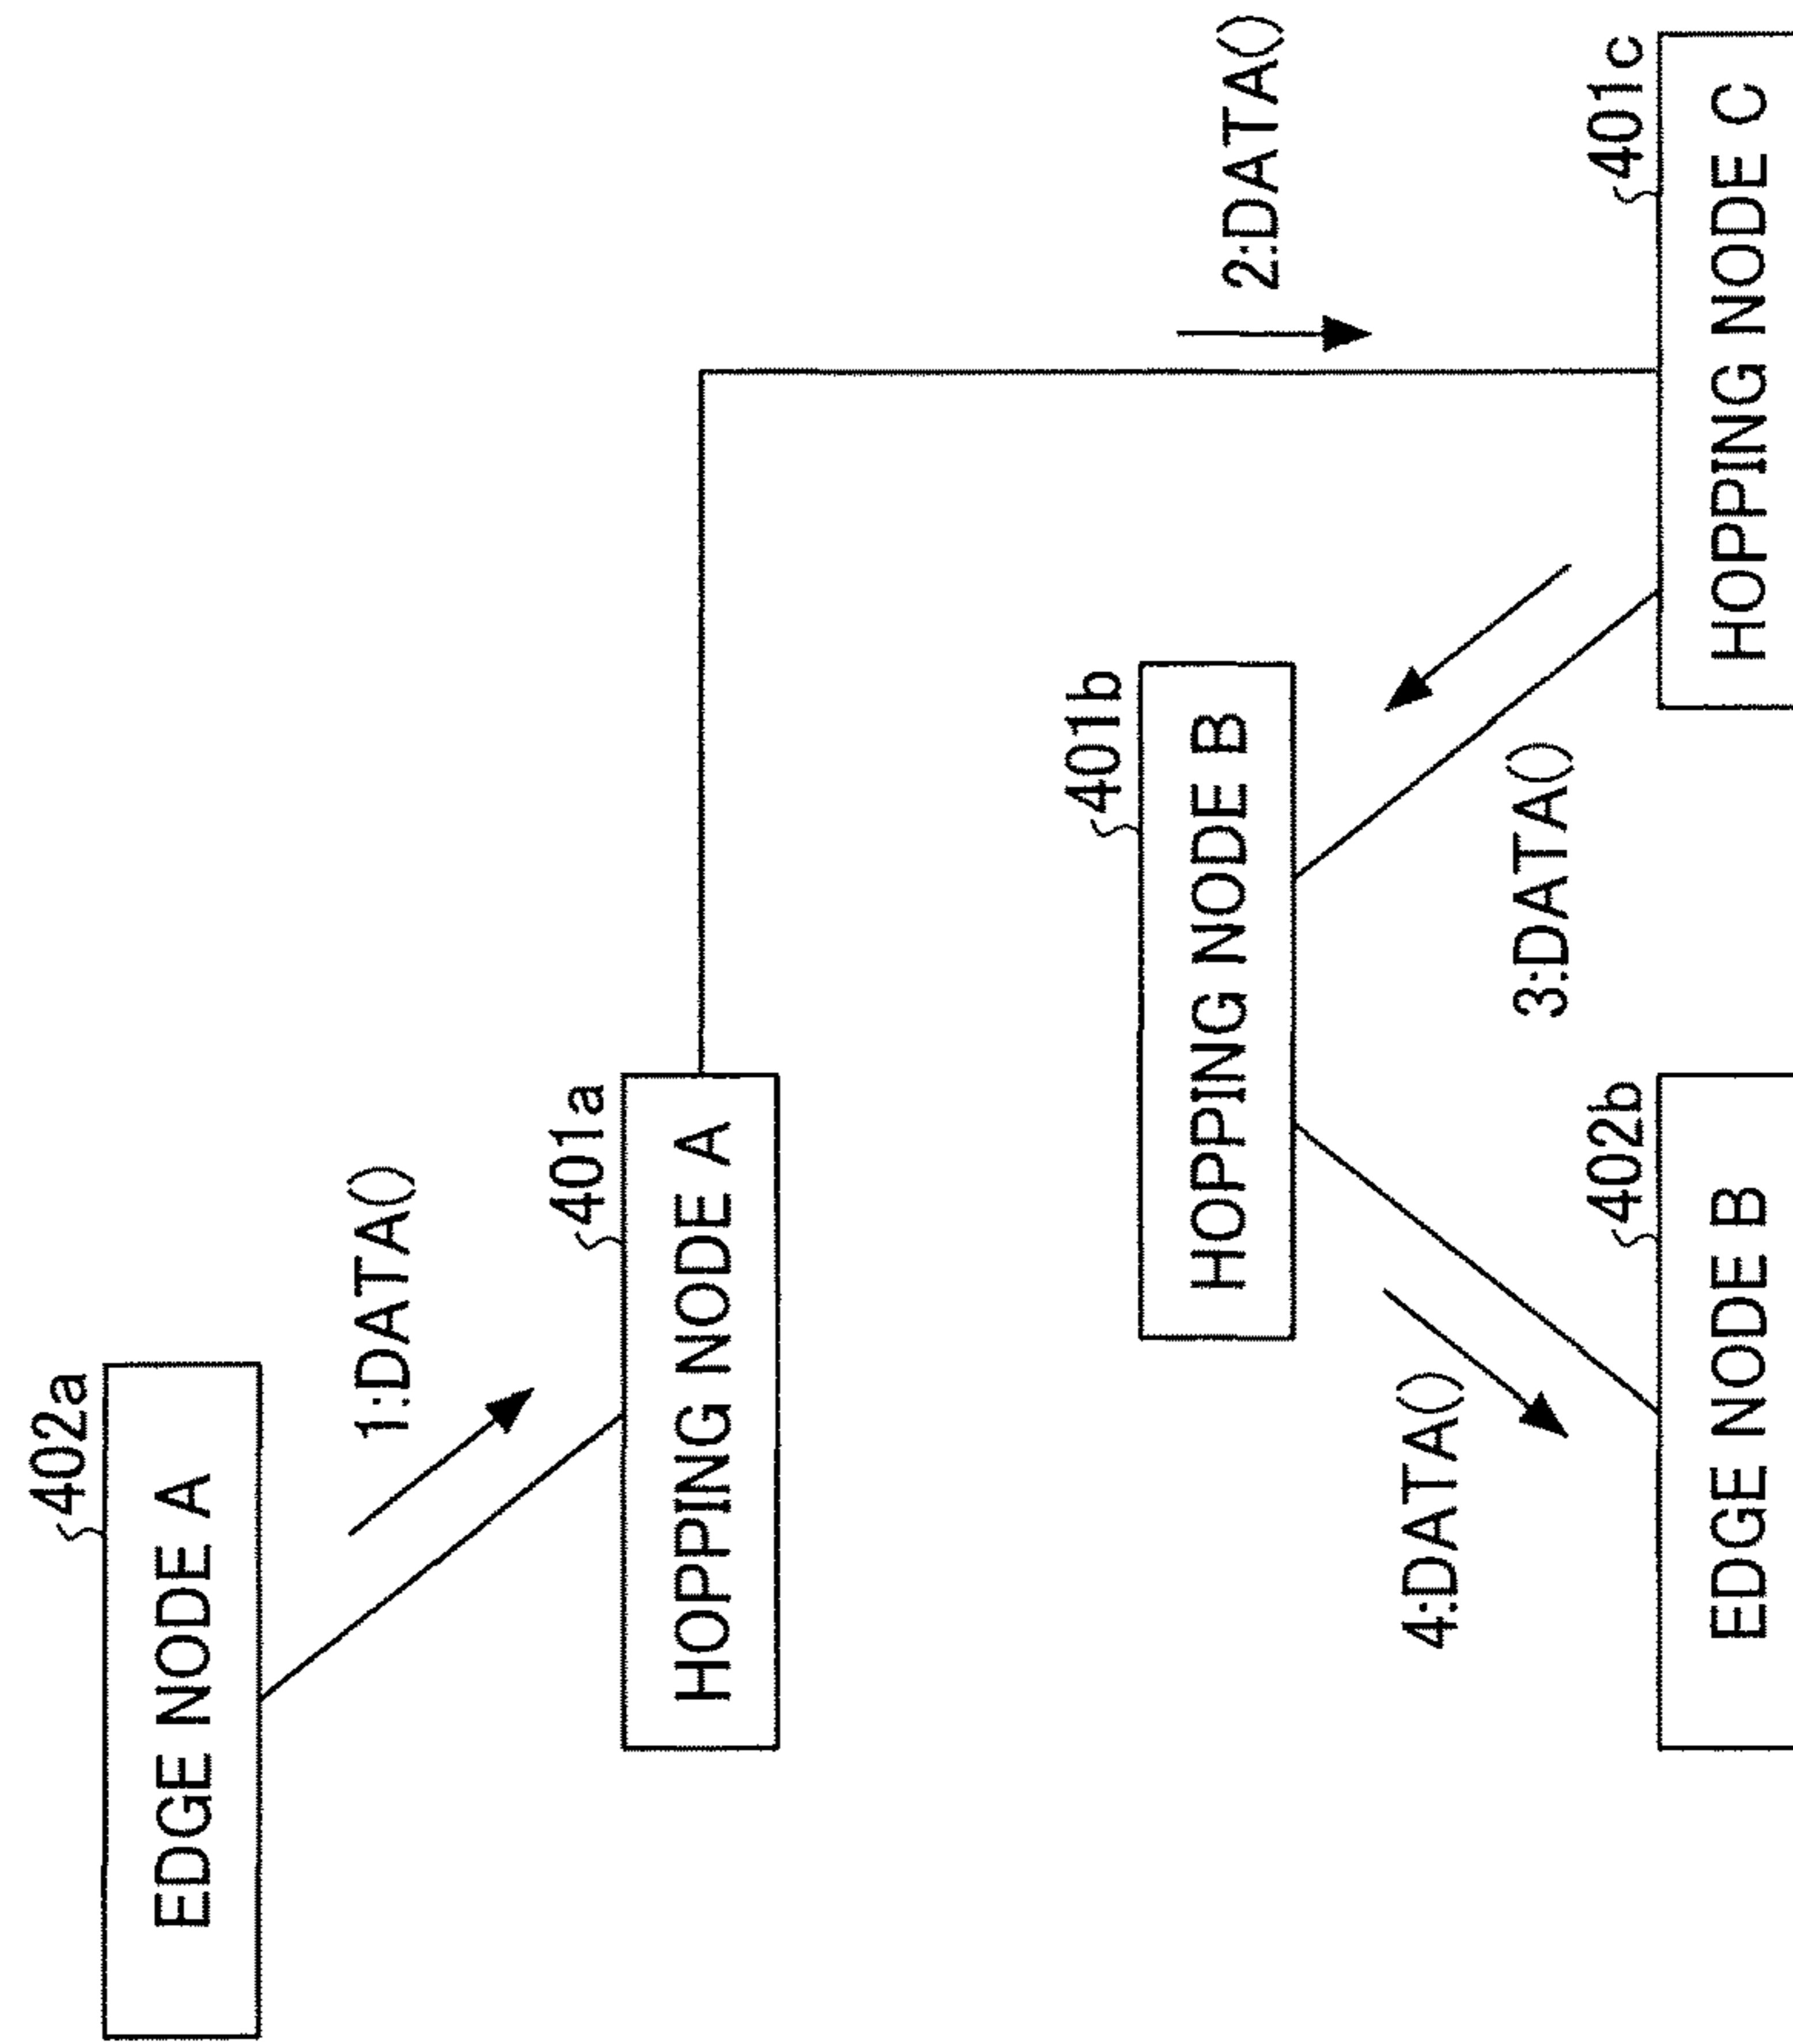 402a
EDGE NODE A
1:DATA()
401a
HOPPING NODE A
2:DATA()
401b
HOPPING NODE B
401c
HOPPING NODE C
3:DATA()
4:DATA()
402b
EDGE NODE B